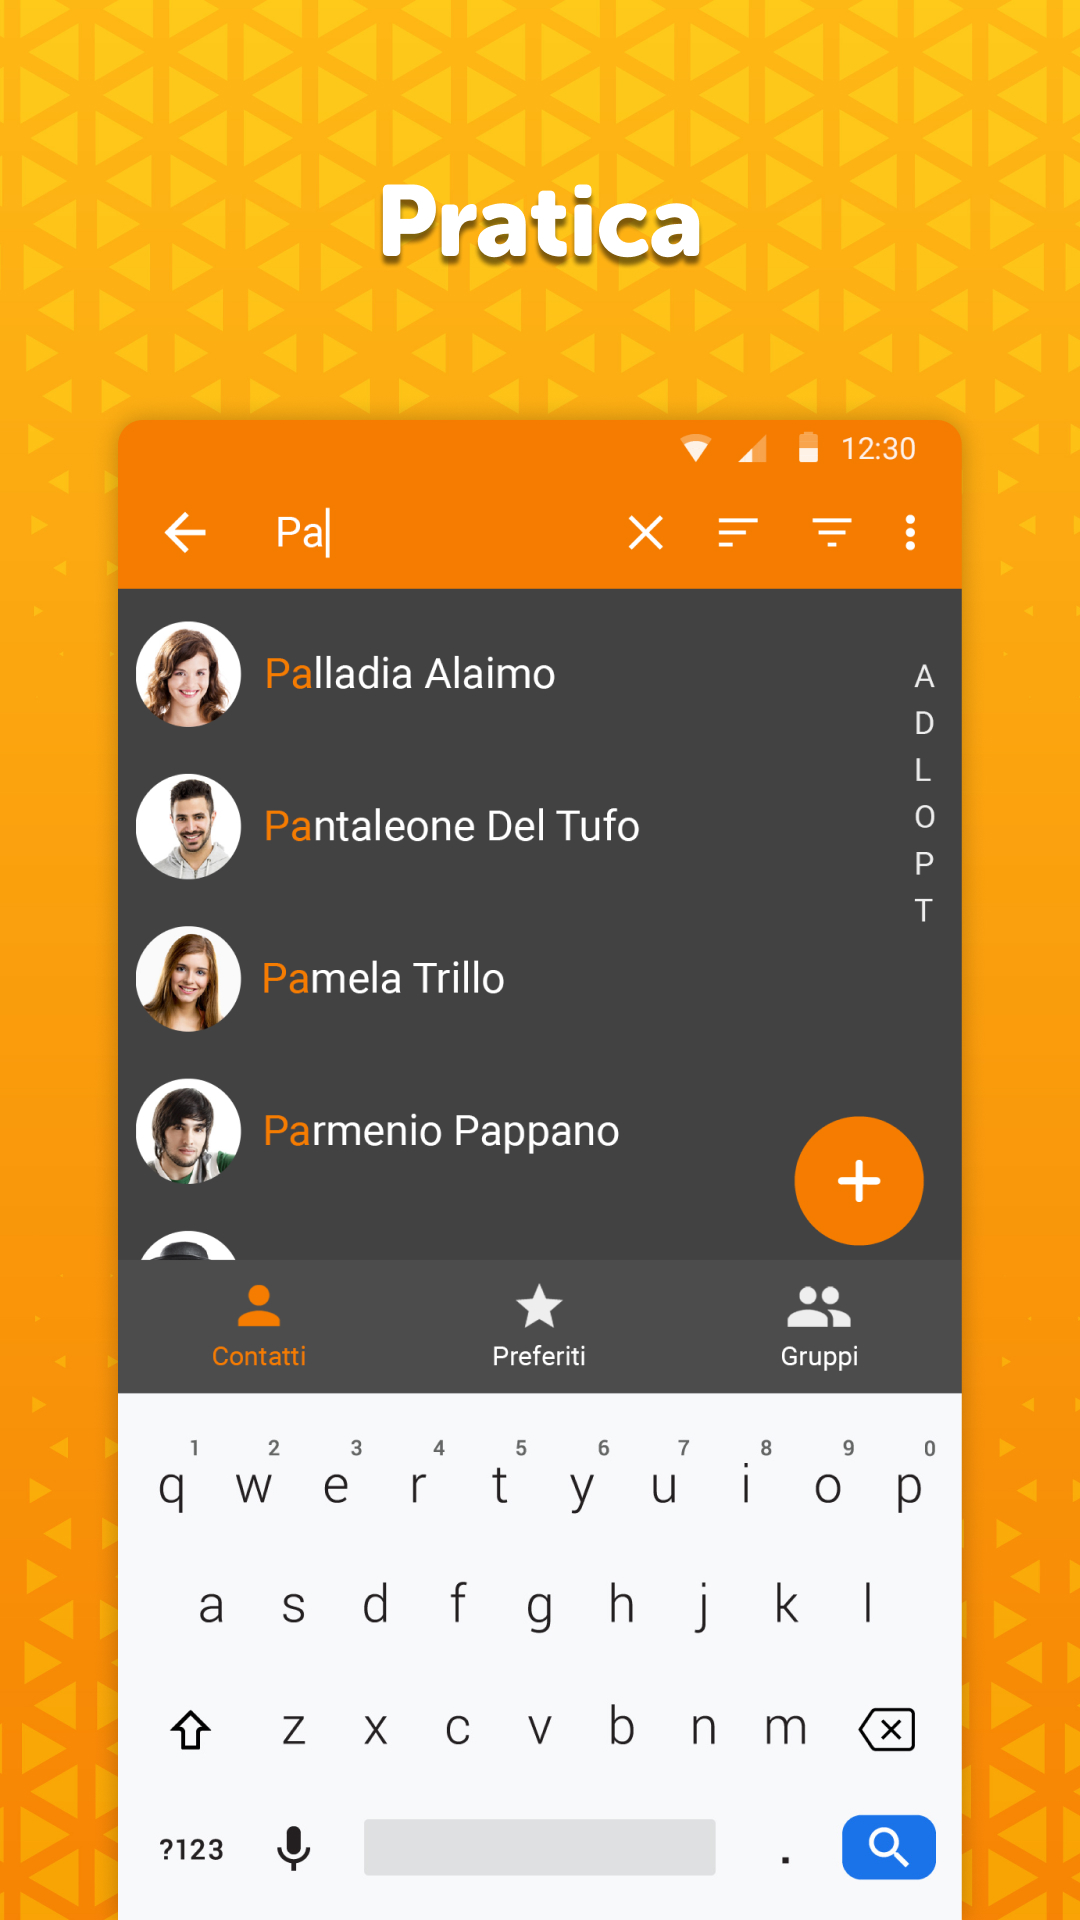 Pratica
12:30
Pa
Palladia Alaimo
A
D
Pantaleone Del Tufo
L
O
P
T
Pamela Trillo
Parmenio Pappano
Contatti Preferiti Gruppi
1 2 3 4 5 6 7 8 9 0
q w e r t y u i o p
a s d f g h j k l
z x c v b n m
?123 .